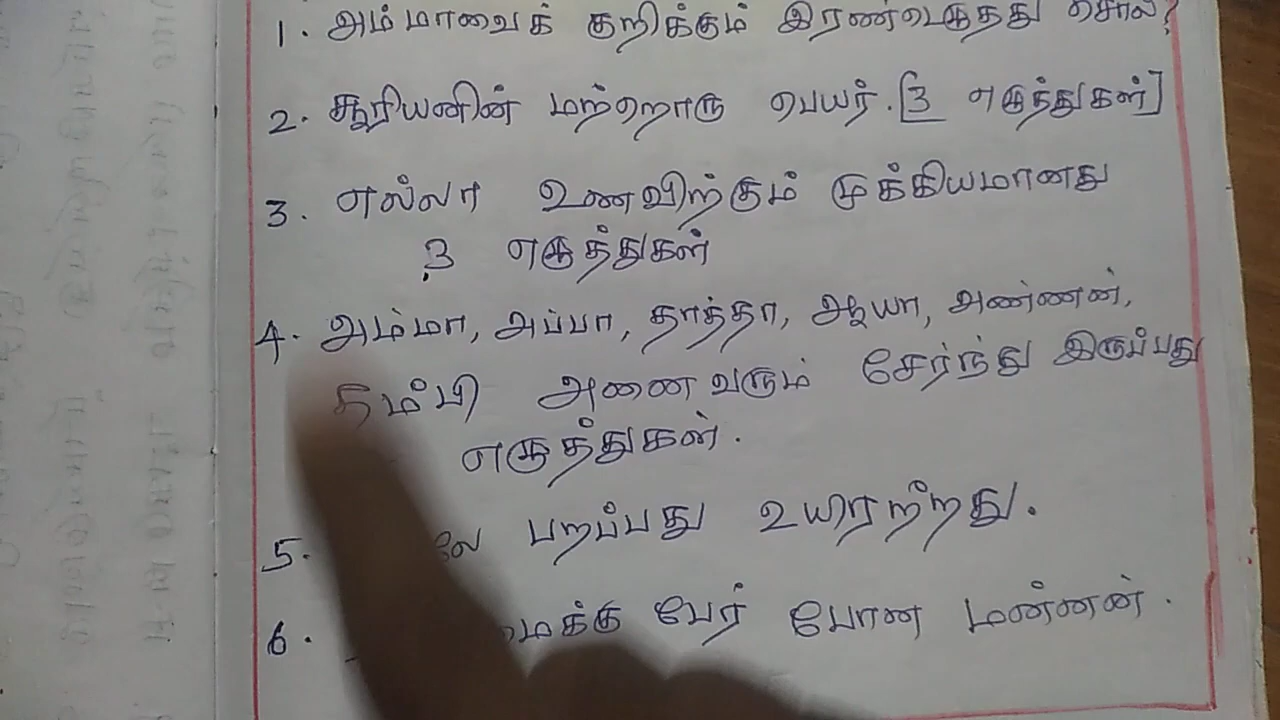 1. அம்மாவைக் குறிக்கும் இரண்டெழுத்து சொல்?
2. சூரியனின் மற்றொரு பெயர். [3 எழுத்துகள்]
3. எல்லா உணவிற்கும் முக்கியமானது
3 எழுத்துகள்
4. அம்மா, அப்பா, தாத்தா, ஆயா, அண்ணன்,
தம்பி அனைவரும் சேர்ந்து இருப்பது
எழுத்துகள்.
5. பறப்பது உயிரற்றது.
6. பேர் போன மன்னன்.